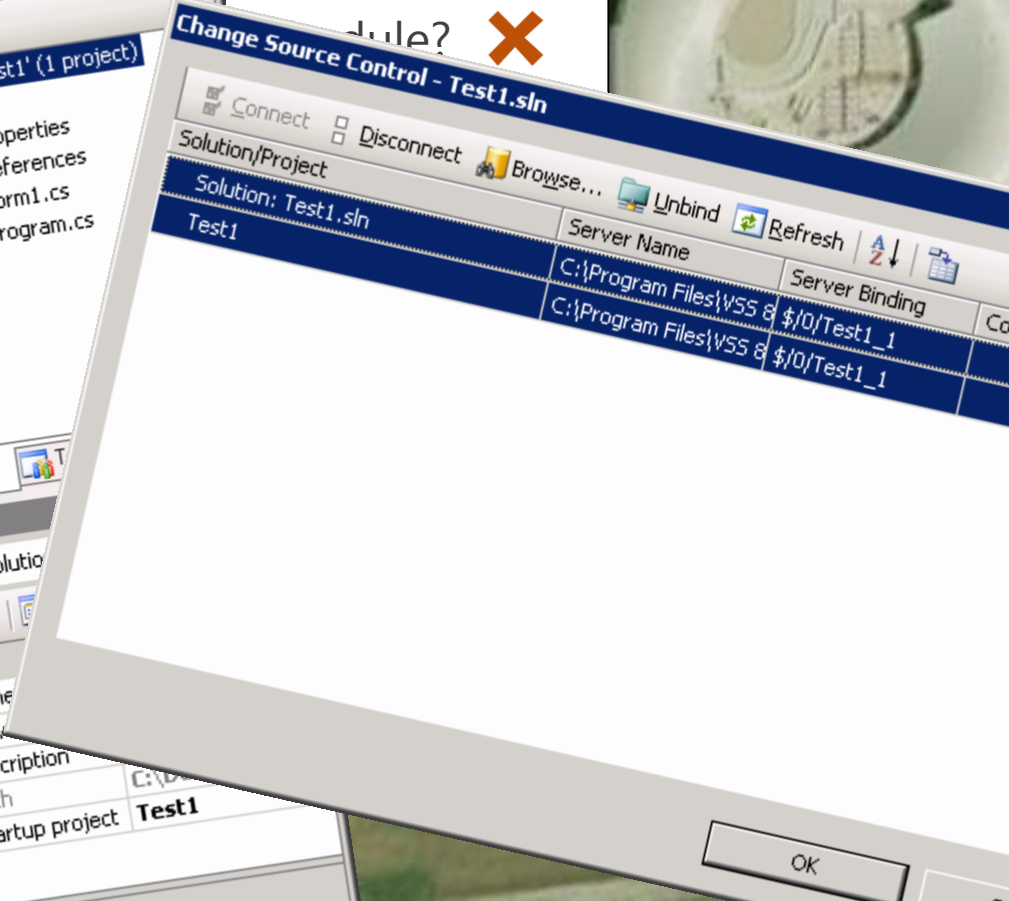 dule?
st1' (1 project)
operties
eferences
orm1.cs
rogram.cs
T
olutio
cription
h
C:\D
artup project
Test1
Change Source Control - Test1.sln
Connect
Disconnect
Browse...
Unbind
Refresh
Solution/Project
Server Name
Server Binding
Co
Solution: Test1.sln
C:\Program Files\VSS 8
$/0/Test1_1
Test1
C:\Program Files\VSS 8
$/0/Test1_1
OK